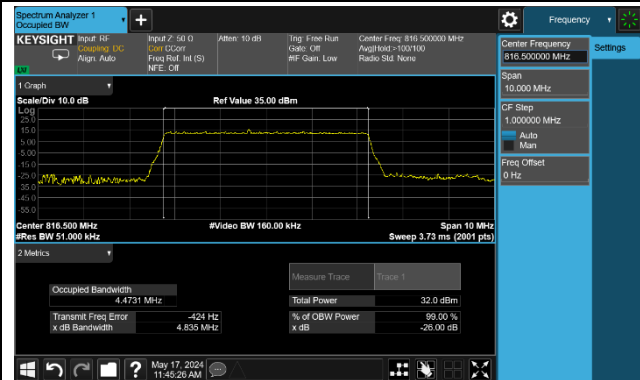 Spectrum Analyzer 1
Occupied BW
Frequency
KEYSIGHT
Input: RF
Coupling: DC
Align: Auto
Input Z: 50 Ω
Corr CCorr
Freq Ref: Int (S)
NFE: Off
Atten: 10 dB
Trig: Free Run
Gate: Off
#IF Gain: Low
Center Freq: 816.500000 MHz
Avg|Hold:>100/100
Radio Std: None
LW
Center Frequency
816.500000 MHz
Settings
Span
10.000 MHz
CF Step
1.000000 MHz
Auto
Man
Freq Offset
0 Hz
1 Graph
Scale/Div 10.0 dB
Ref Value 35.00 dBm
Log
25.0
15.0
5.00
-5.00
-15.0
-25.0
-35.0
-45.0
-55.0
Center 816.500 MHz
#Video BW 160.00 kHz
Span 10 MHz
#Res BW 51.000 kHz
Sweep 3.73 ms (2001 pts)
2 Metrics
Measure Trace
Trace 1
Occupied Bandwidth
4.4731 MHz
Total Power
32.0 dBm
Transmit Freq Error
-424 Hz
% of OBW Power
99.00 %
x dB Bandwidth
4.835 MHz
x dB
-26.00 dB
?
May 17, 2024
11:45:26 AM